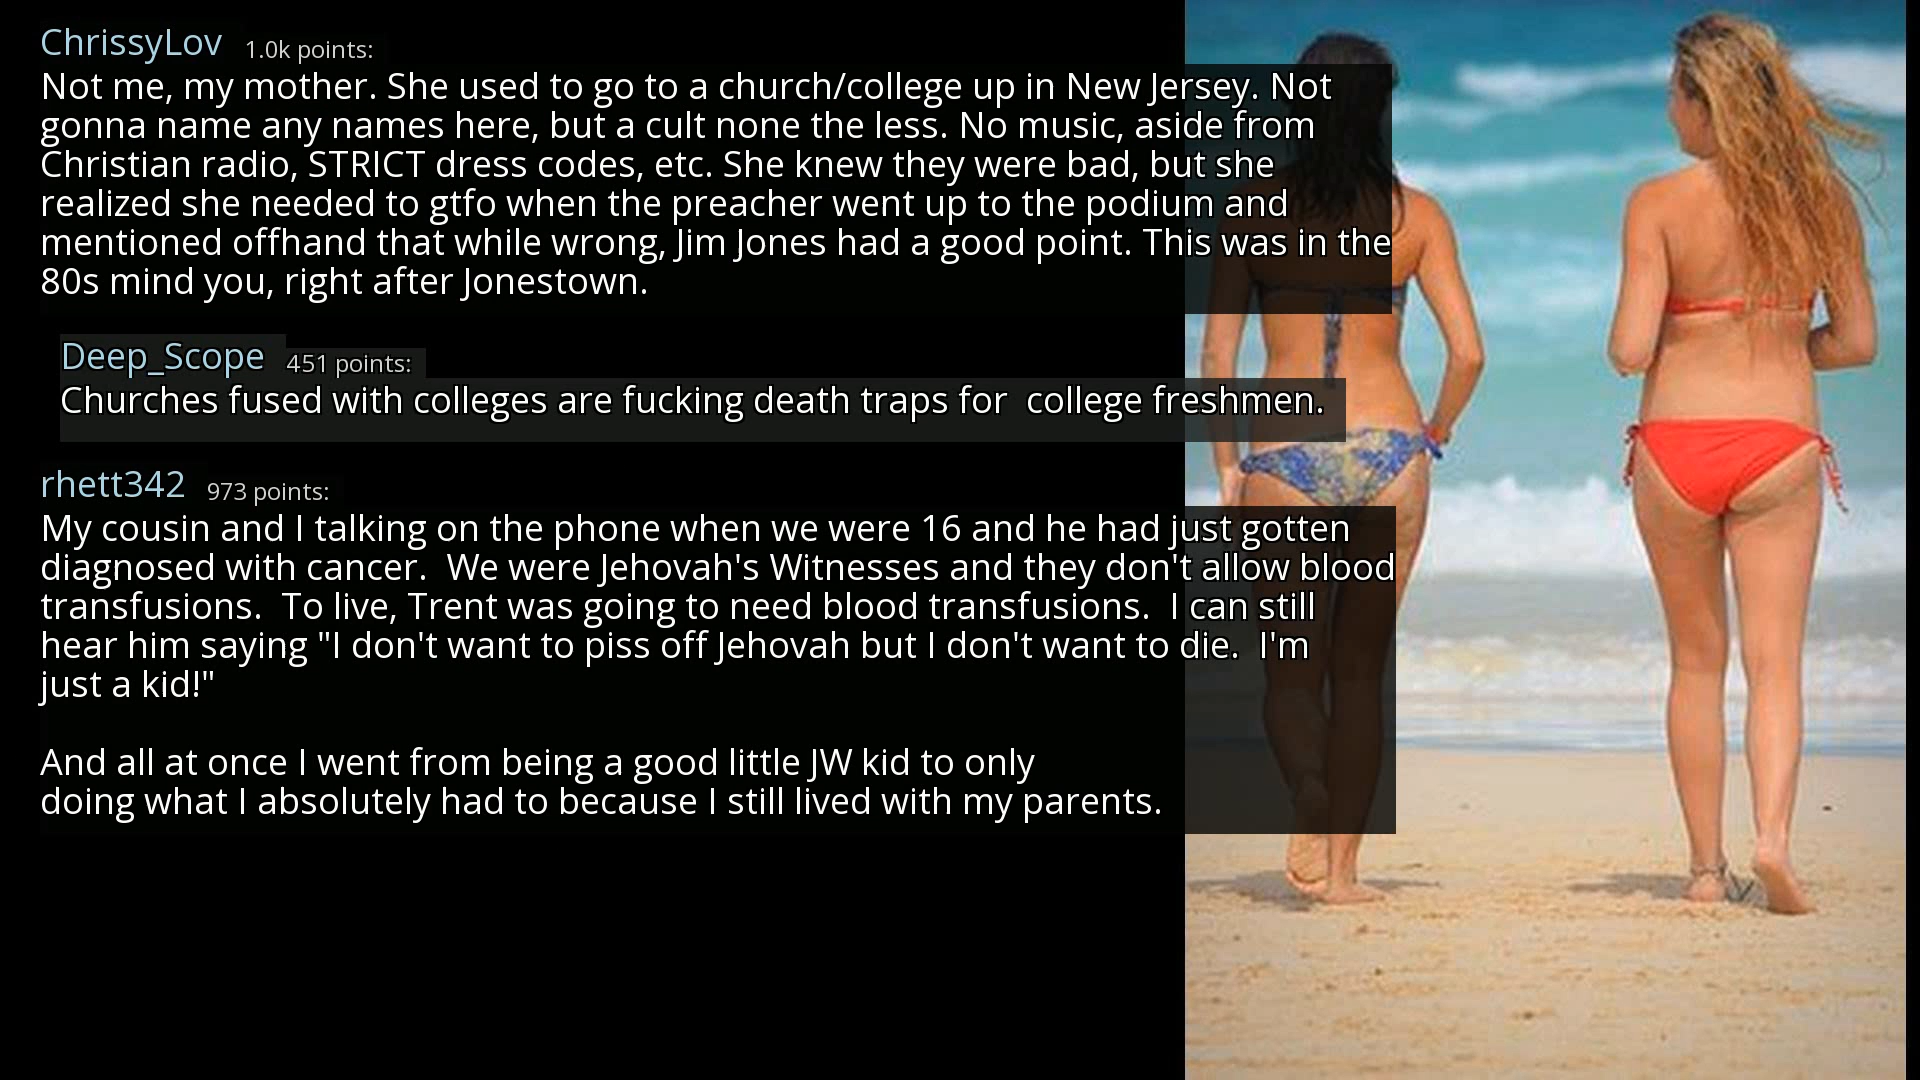 ChrissyLov 1.0k points:
Not me, my mother. She used to go to a church/college up in New Jersey. Not
gonna name any names here, but a cult none the less. No music, aside from
Christian radio, STRICT dress codes, etc. She knew they were bad, but she
realized she needed to gtfo when the preacher went up to the podium and
mentioned offhand that while wrong, Jim Jones had a good point. This was in the
80s mind you, right after Jonestown.
Deep_Scope 451 points:
Churches fused with colleges are fucking death traps for  college freshmen.
rhett342 973 points:
My cousin and I talking on the phone when we were 16 and he had just gotten
diagnosed with cancer.  We were Jehovah's Witnesses and they don't allow blood
transfusions.  To live, Trent was going to need blood transfusions.  I can still
hear him saying "I don't want to piss off Jehovah but I don't want to die.  I'm
just a kid!"
And all at once I went from being a good little JW kid to only
doing what I absolutely had to because I still lived with my parents.